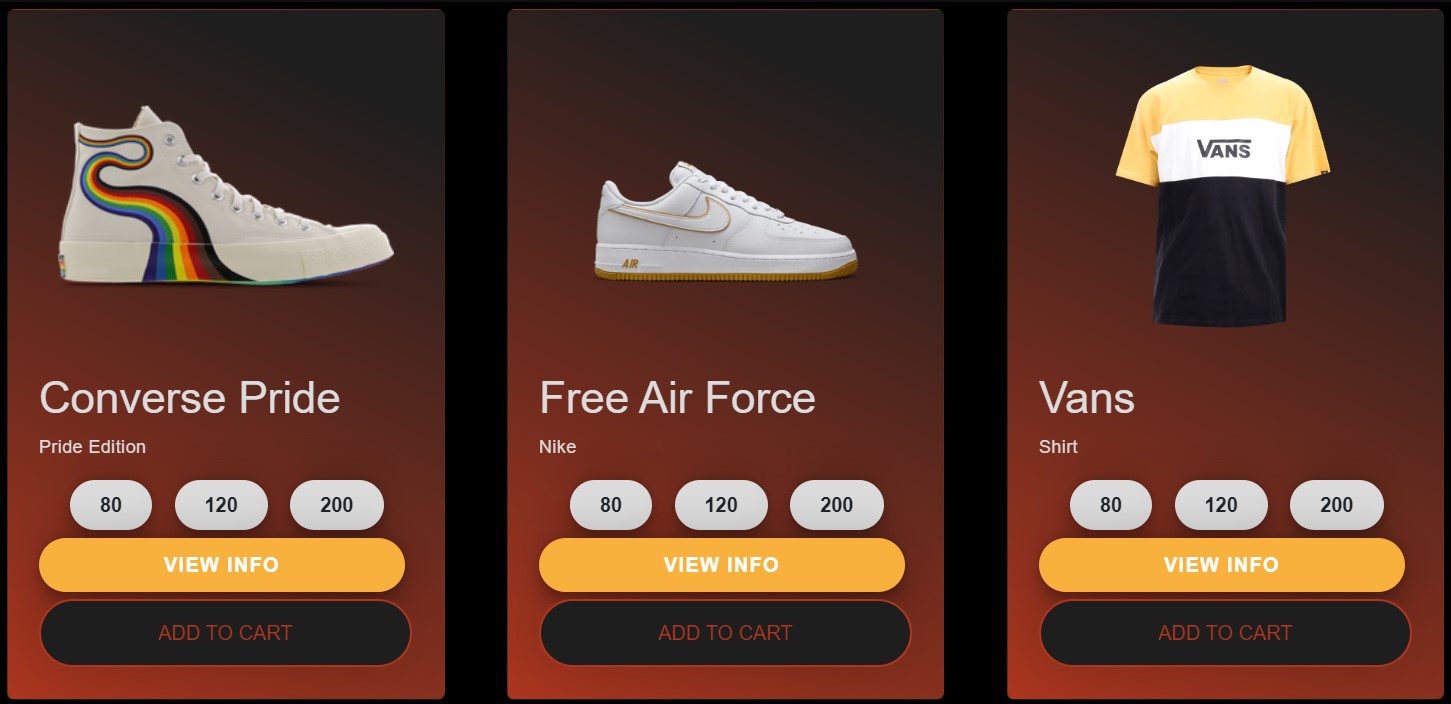 AIR
VANS
Converse Pride
Pride Edition
80 120 200
VIEW INFO
ADD TO CART
Free Air Force
Nike
80 120 200
VIEW INFO
ADD TO CART
Vans
Shirt
80 120 200
VIEW INFO
ADD TO CART